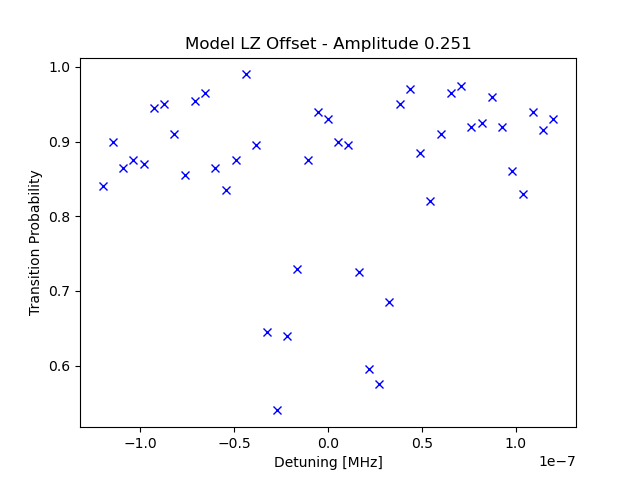 Model LZ Offset - Amplitude 0.251
Transition Probability
1.0
0.9
0.8
0.7
0.6
−1.0
−0.5
0.0
0.5
1.0
1e−7
Detuning [MHz]